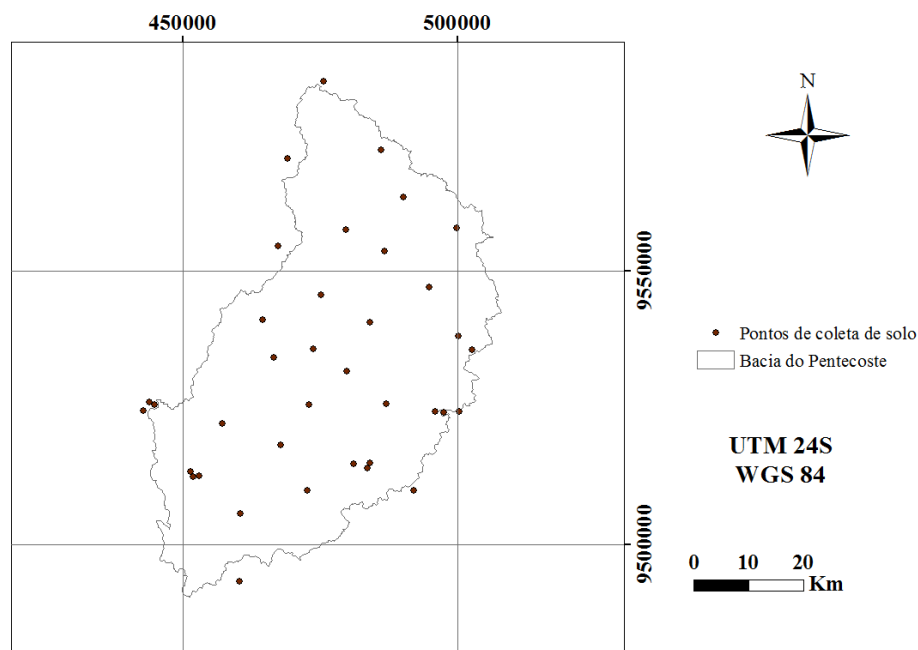 450000
500000
N
9550000
Pontos de coleta de solo
Bacia do Pentecoste
UTM 24S
WGS 84
9500000
0 10 20
Km